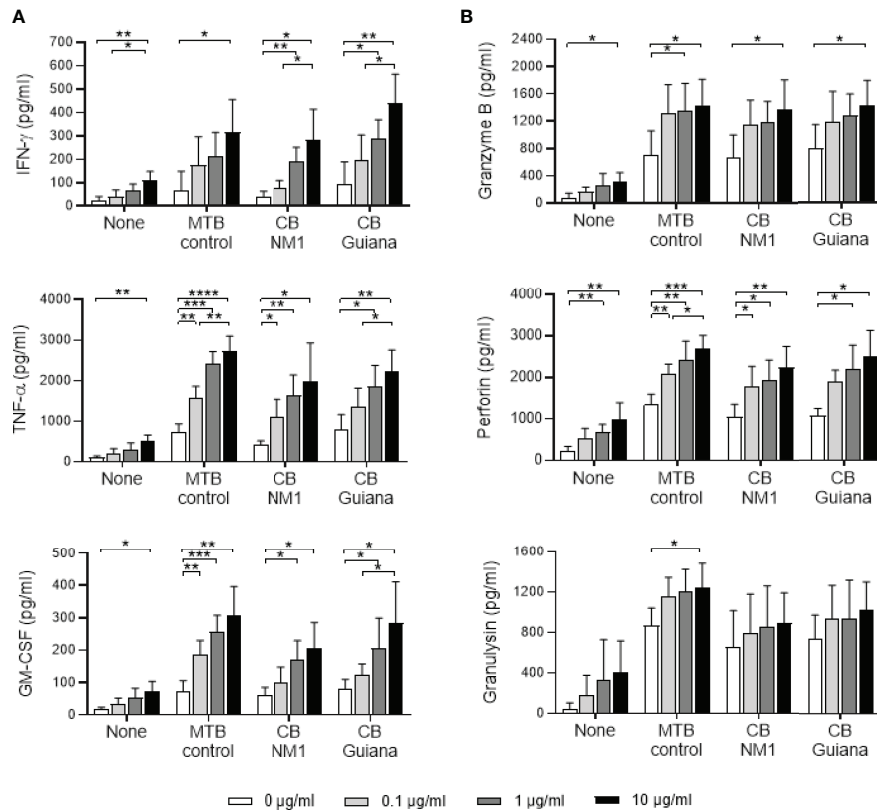 A
IFN-γ (pg/ml)
700
600
500
400
300
200
100
0
** * * * ** * ** * *
None
MTB control
CB NM1
CB Guiana
TNF-α (pg/ml)
4000
3000
2000
1000
0
** **** *** ** ** * ** * ** * *
None
MTB control
CB NM1
CB Guiana
GM-CSF (pg/ml)
500
400
300
200
100
0
* ** *** ** * * * * *
None
MTB control
CB NM1
CB Guiana
B
Granzyme B (pg/ml)
2400
2000
1600
1200
800
400
0
* * * * *
None
MTB control
CB NM1
CB Guiana
Perforin (pg/ml)
4000
3000
2000
1000
0
** ** *** ** ** * ** * * * *
None
MTB control
CB NM1
CB Guiana
Granulysin (pg/ml)
1600
1200
800
400
0
*
None
MTB control
CB NM1
CB Guiana
0 µg/ml 0.1 µg/ml 1 µg/ml 10 µg/ml